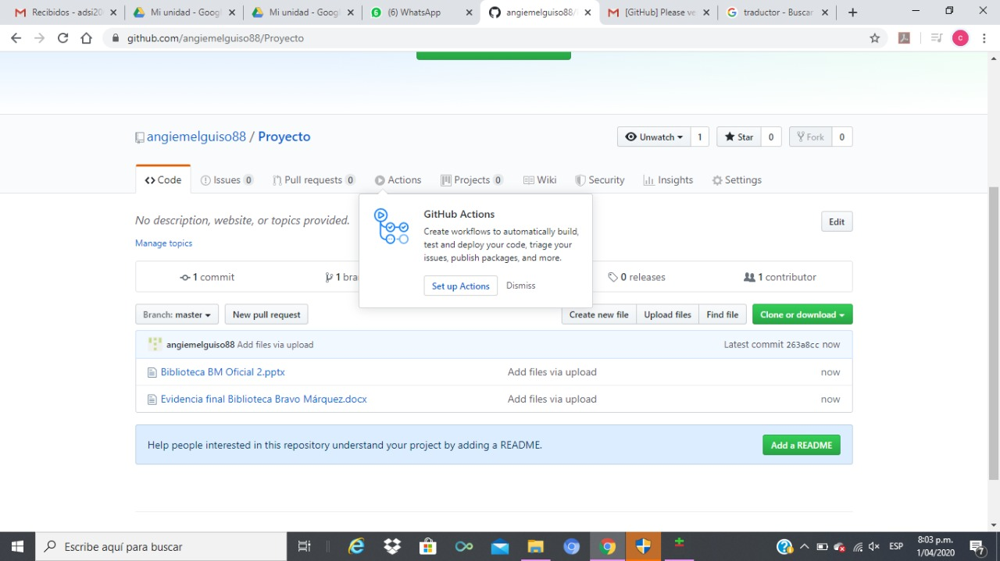 Recibidos - adsi20
Mi unidad - Googl
Mi unidad - Googl
(6) WhatsApp
angiemelguiso88/
[GitHub] Please ve
traductor - Buscar
github.com/angiemelguiso88/Proyecto
c
angiemelguiso88 / Proyecto
Unwatch 1 Star 0 Fork 0
Code Issues 0 Pull requests 0 Actions Projects 0 Wiki Security Insights Settings
GitHub Actions
Create workflows to automatically build,
test and deploy your code, triage your
issues, publish packages, and more.
Set up Actions Dismiss
No description, website, or topics provided.
Edit
Manage topics
1 commit 1 bra 0 releases 1 contributor
Branch: master New pull request Create new file Upload files Find file Clone or download
angiemelguiso88 Add files via upload Latest commit 263a8cc now
Biblioteca BM Oficial 2.pptx Add files via upload now
Evidencia final Biblioteca Bravo Márquez.docx Add files via upload now
Help people interested in this repository understand your project by adding a README. Add a README
Escribe aquí para buscar
ESP
8:03 p.m.
1/04/2020
7